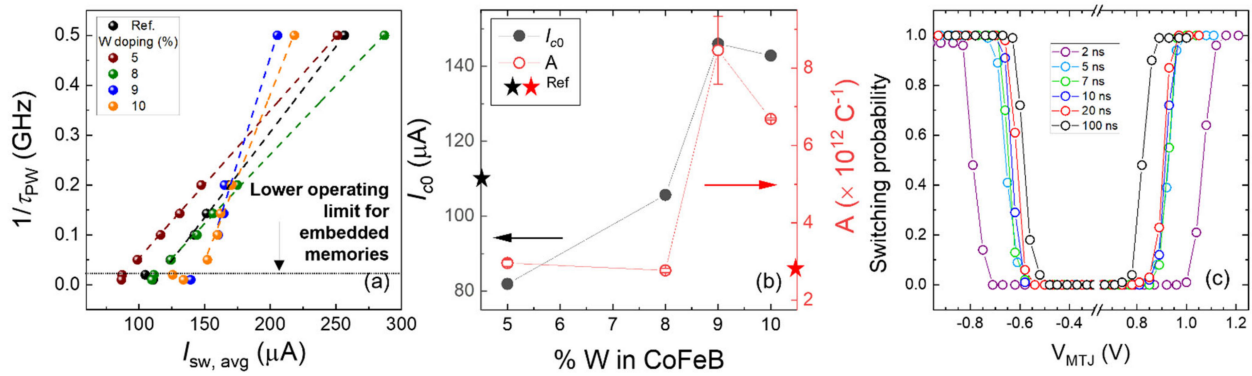 1/τPW (GHz)
0.5
0.4
0.3
0.2
0.1
0.0
Ref.
W doping (%)
5
8
9
10
Lower operating
limit for
embedded
memories
(a)
100 150 200 250 300
Isw, avg (μA)
Ic0 (μA)
140
120
100
80
Ic0
A
Ref
(b)
5 6 7 8 9 10
% W in CoFeB
8
6
4
2
A (× 10¹² C⁻¹)
Switching probability
1.0
0.8
0.6
0.4
0.2
0.0
2 ns
5 ns
7 ns
10 ns
20 ns
100 ns
(c)
-0.8 -0.6 -0.4 0.8 1.0 1.2
VMTJ (V)